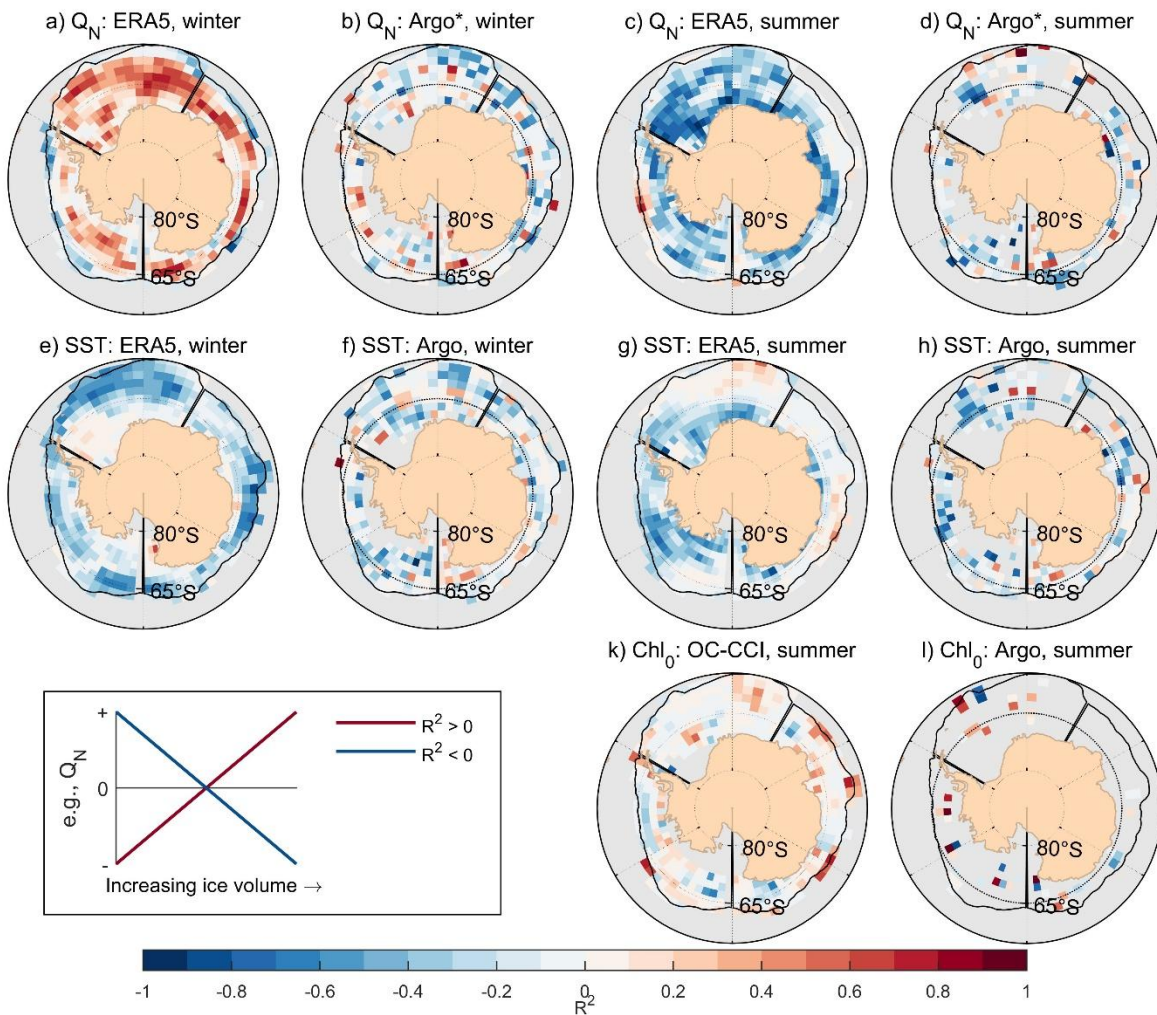 a) Q_N: ERA5, winter
b) Q_N: Argo*, winter
c) Q_N: ERA5, summer
d) Q_N: Argo*, summer
80°S
65°S
80°S
65°S
80°S
65°S
80°S
65°S
e) SST: ERA5, winter
f) SST: Argo, winter
g) SST: ERA5, summer
h) SST: Argo, summer
80°S
65°S
80°S
65°S
80°S
65°S
80°S
65°S
k) Chl_0: OC-CCI, summer
l) Chl_0: Argo, summer
80°S
65°S
80°S
65°S
+
0
-
e.g., Q_N
R² > 0
R² < 0
Increasing ice volume →
-1 -0.8 -0.6 -0.4 -0.2 0 0.2 0.4 0.6 0.8 1
R²